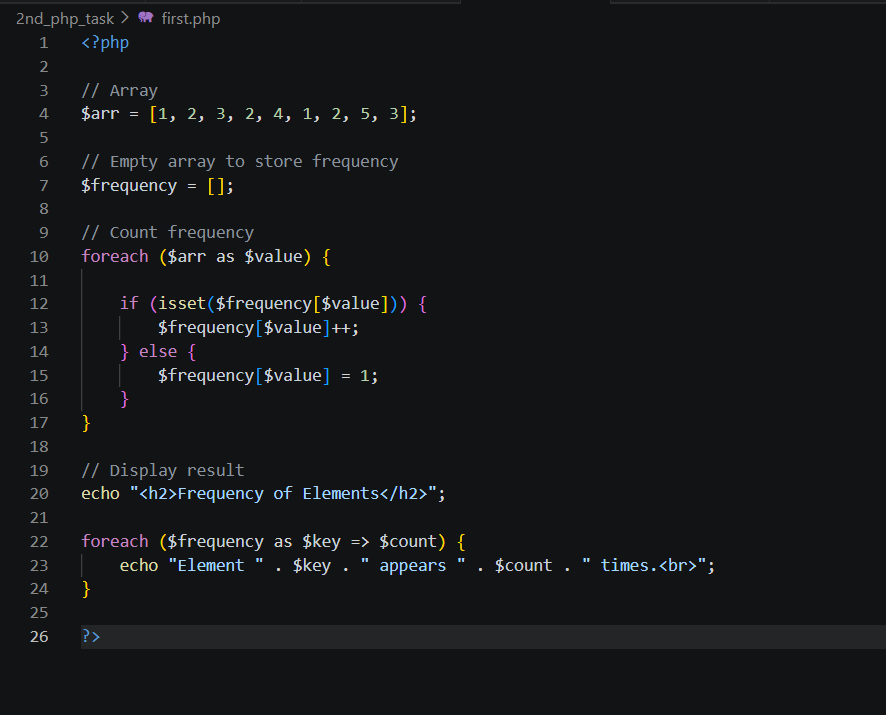 2nd_php_task > first.php
1 <?php
2
3 // Array
4 $arr = [1, 2, 3, 2, 4, 1, 2, 5, 3];
5
6 // Empty array to store frequency
7 $frequency = [];
8
9 // Count frequency
10 foreach ($arr as $value) {
11
12     if (isset($frequency[$value])) {
13         $frequency[$value]++;
14     } else {
15         $frequency[$value] = 1;
16     }
17 }
18
19 // Display result
20 echo "<h2>Frequency of Elements</h2>";
21
22 foreach ($frequency as $key => $count) {
23     echo "Element " . $key . " appears " . $count . " times.<br>";
24 }
25
26 ?>